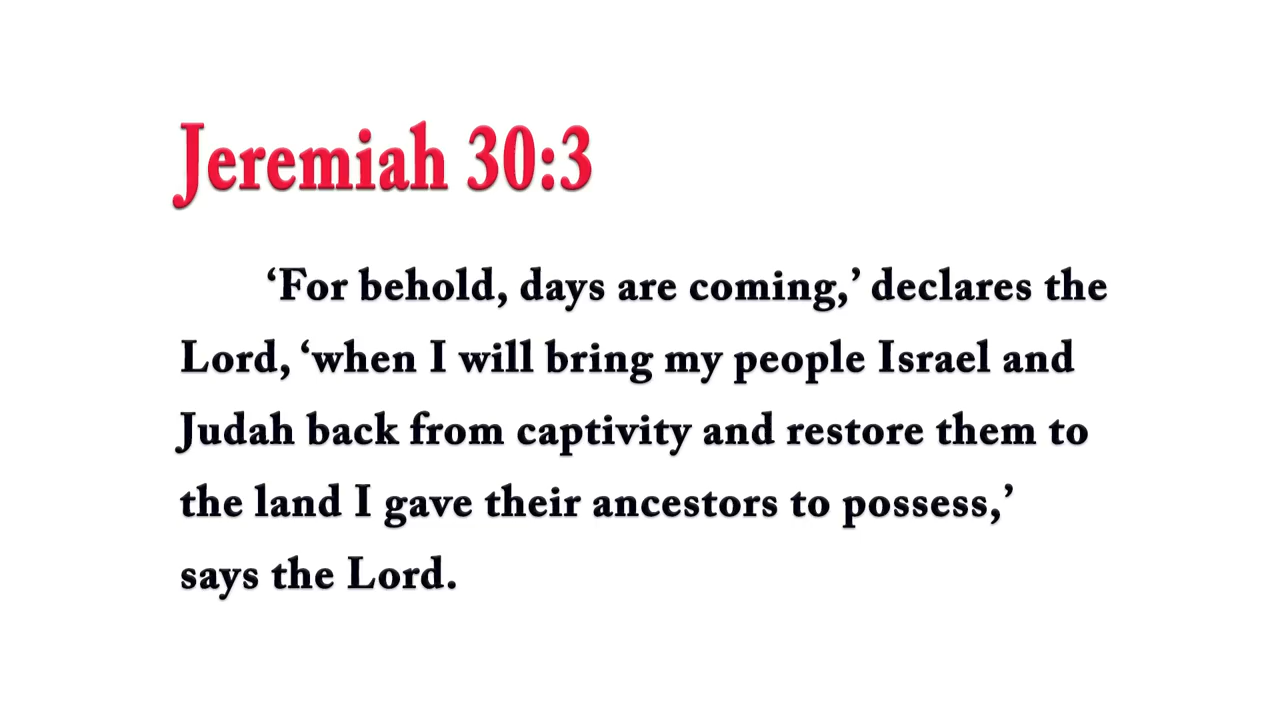 Jeremiah 30:3
‘For behold, days are coming,’ declares the
Lord, ‘when I will bring my people Israel and
Judah back from captivity and restore them to
the land I gave their ancestors to possess,’
says the Lord.